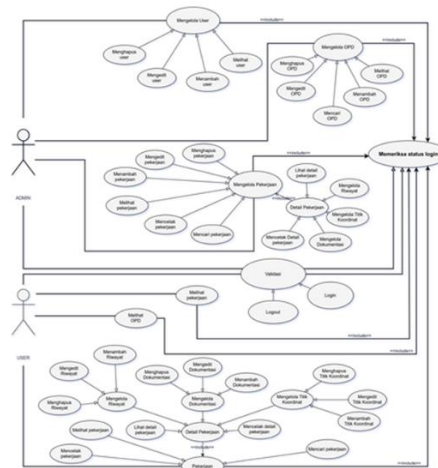 <<include>>
Mengelola User
Menghapus
user
Mengedit
user
Menambah
user
Melihat
user
<<include>>
Mengelola OPD
Menghapus
OPD
Mengedit
OPD
Mencari
OPD
Menambah
OPD
Melihat
OPD
Memeriksa status login
ADMIN
<<include>>
Menghapus
pekerjaan
Mengedit
pekerjaan
Menambah
pekerjaan
Melihat
pekerjaan
Mencetak
pekerjaan
Mencari pekerjaan
Mengelola Pekerjaan
Lihat detail
pekerjaan
Mengelola
Riwayat
Detail Pekerjaan
Mengelola Titik
Koordinat
Mengelola
Dokumentasi
Mencetak Detail
pekerjaan
<<include>>
Validasi
Login
Logout
USER
Melihat
pekerjaan
<<include>>
Melihat
OPD
<<include>>
Menambah
Riwayat
Mengedit
Riwayat
Menghapus
Riwayat
Mengelola
Riwayat
Menghapus
Dokumentasi
Mengedit
Dokumentasi
Menambah
Dokumentasi
Mengelola
Dokumentasi
Menghapus
Titik Koordinat
Mengedit
Titik Koordinat
Menambah
Titik Koordinat
Mengelola Titik
Koordinat
Melihat pekerjaan
Lihat detail
pekerjaan
Detail Pekerjaan
Mencetak detail
pekerjaan
Mencetak
pekerjaan
Mencari pekerjaan
Pekerjaan
<<include>>